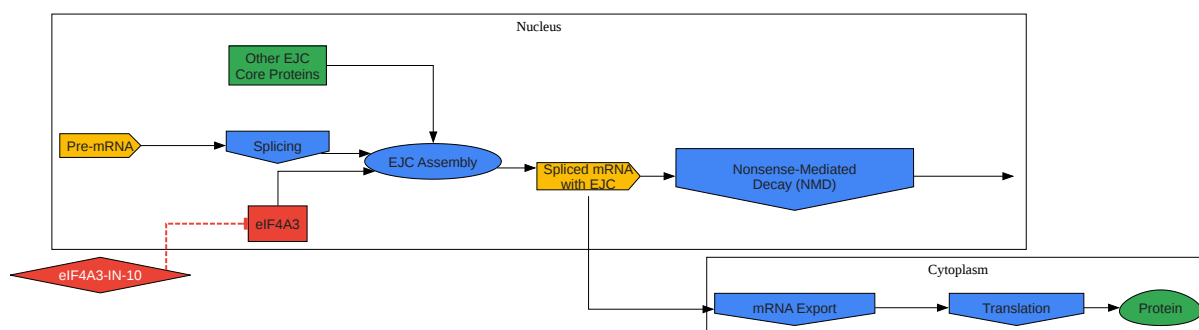 Nucleus
Other EJC
Core Proteins
Pre-mRNA
Splicing
EJC Assembly
Spliced mRNA
with EJC
Nonsense-Mediated
Decay (NMD)
eIF4A3
eIF4A3-IN-10
Cytoplasm
mRNA Export
Translation
Protein